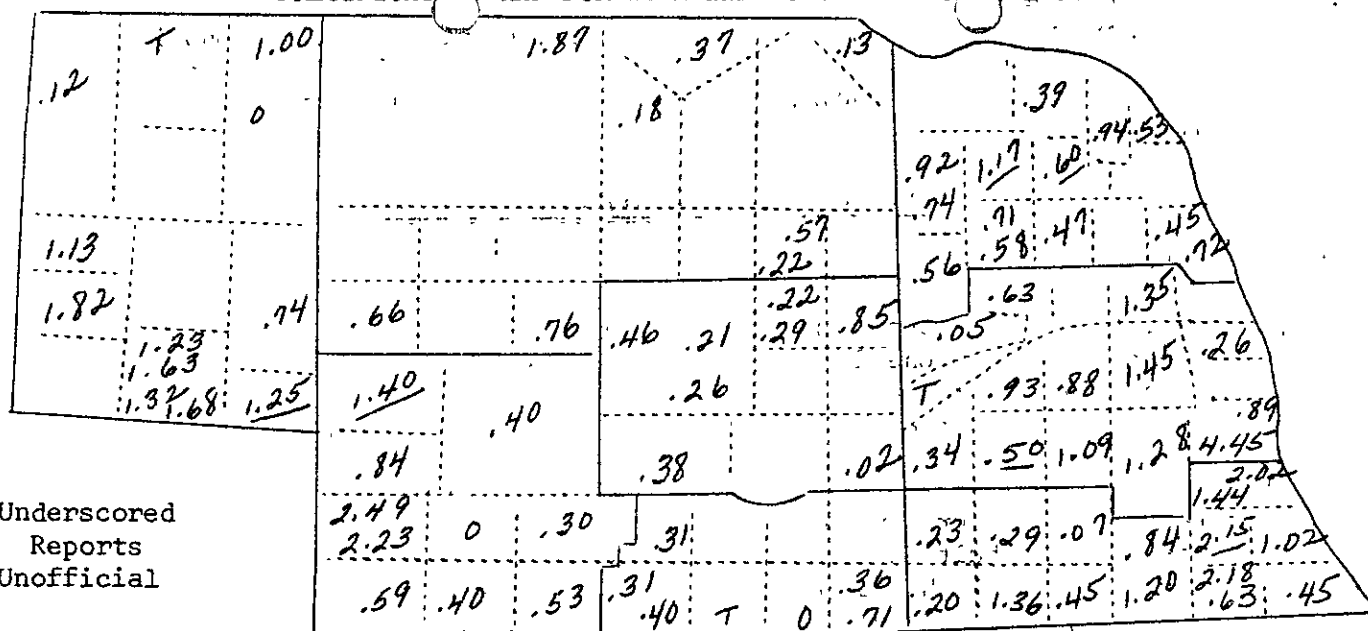 T 1.00 1.87 .37 .13
.12 0 .18 .39
.94 .53
.92 1.17 .60
.74 .71 .47 .45
.58 .72
1.13 .57
.22 .56
1.82 .74 .66 .76 .46 .21 .22 .85 .63 1.35
.29 .05
1.23 .26
1.63 1.40 .26 T .93 .88 1.45
1.32 1.68 1.25 .40 .89
.84 .38 .02 .34 .50 1.09 1.28 4.45
2.02
Underscored 2.49 1.44
Reports 2.23 0 .30 .31 .23 .29 .07 .84 2.15 1.02
Unofficial .59 .40 .53 .31 .36 2.18
.40 T 0 .71 .20 1.36 .45 1.20 .63 .45